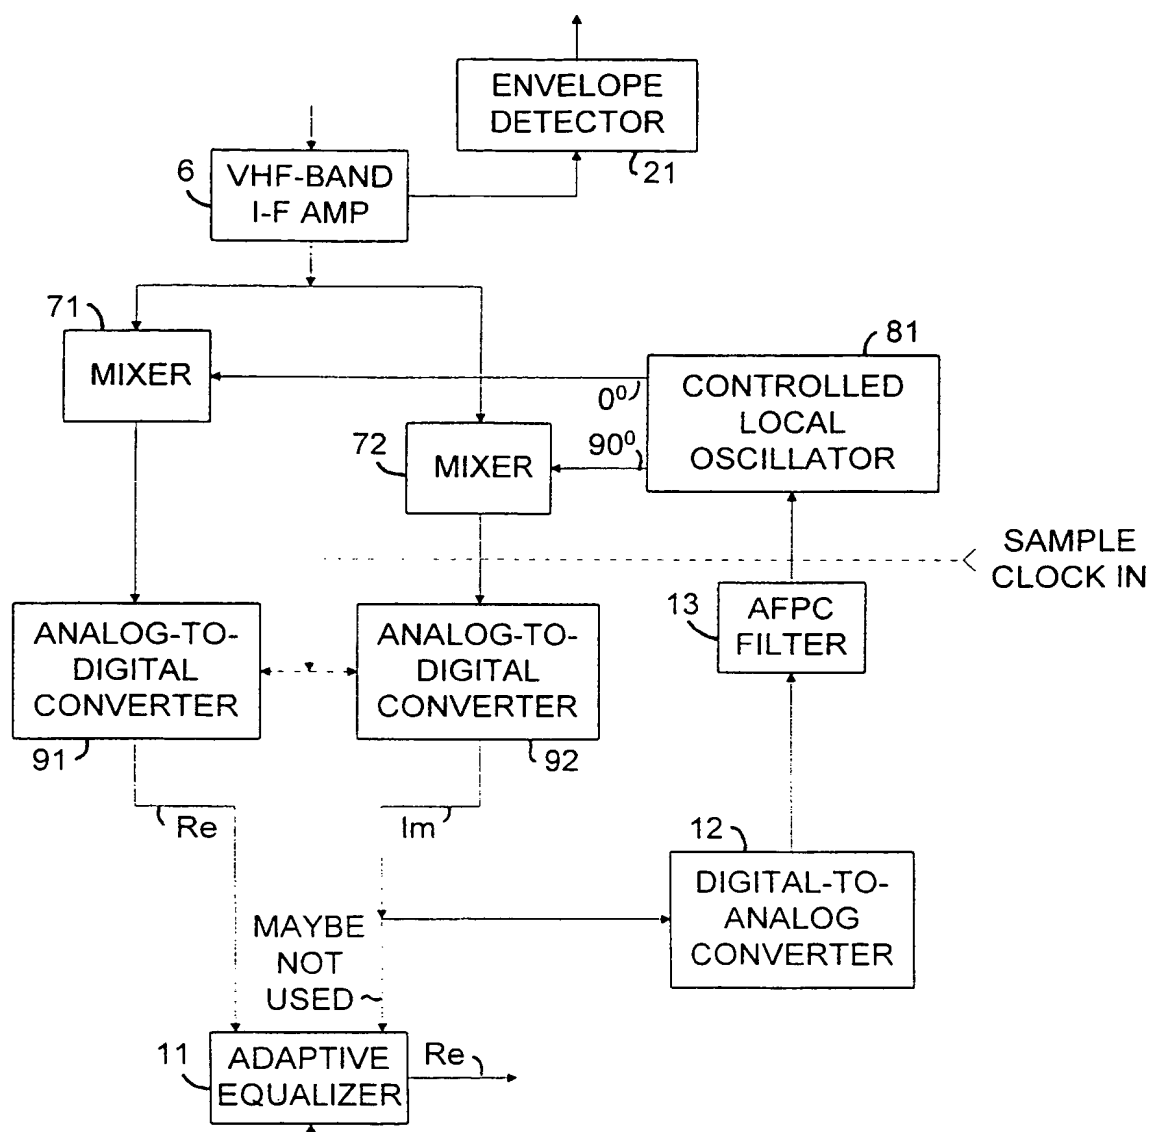 ENVELOPE
DETECTOR
21
6
VHF-BAND
I-F AMP
71
MIXER
81
CONTROLLED
LOCAL
OSCILLATOR
0⁰
90⁰
72
MIXER
SAMPLE
CLOCK IN
13
AFPC
FILTER
ANALOG-TO-
DIGITAL
CONVERTER
91
ANALOG-TO-
DIGITAL
CONVERTER
92
Re
Im
12
DIGITAL-TO-
ANALOG
CONVERTER
MAYBE
NOT
USED
11
ADAPTIVE
EQUALIZER
Re